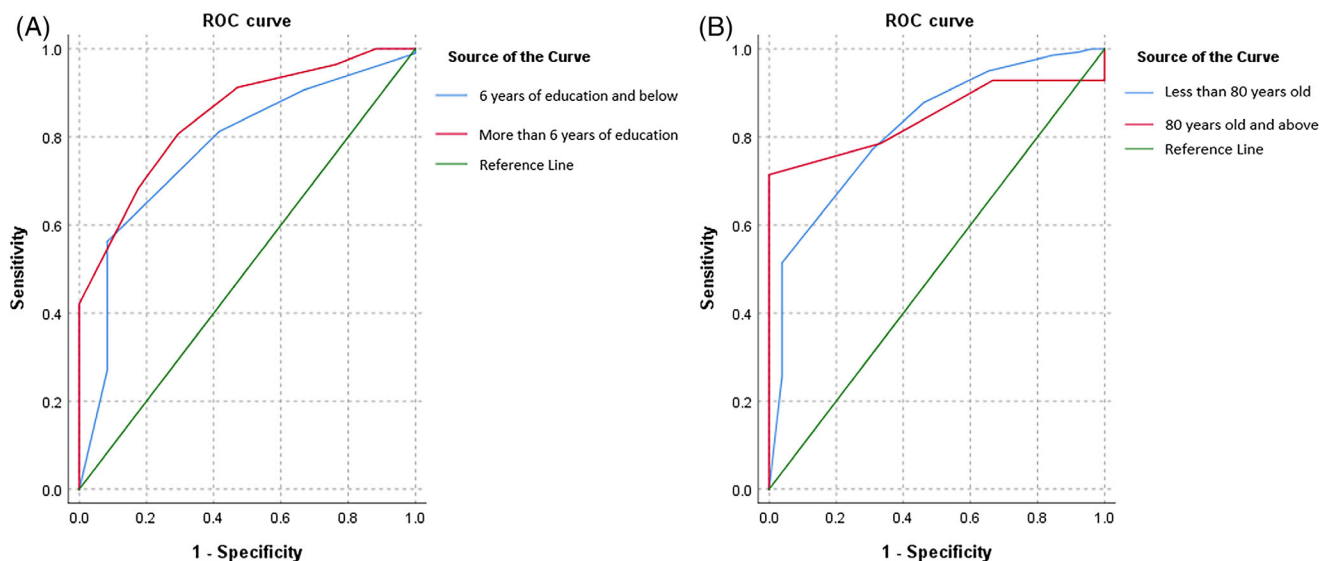 (A)
ROC curve
Source of the Curve
6 years of education and below
More than 6 years of education
Reference Line
1.0
0.8
0.6
0.4
0.2
0.0
Sensitivity
0.0 0.2 0.4 0.6 0.8 1.0
1 - Specificity
(B)
ROC curve
Source of the Curve
Less than 80 years old
80 years old and above
Reference Line
1.0
0.8
0.6
0.4
0.2
0.0
Sensitivity
0.0 0.2 0.4 0.6 0.8 1.0
1 - Specificity